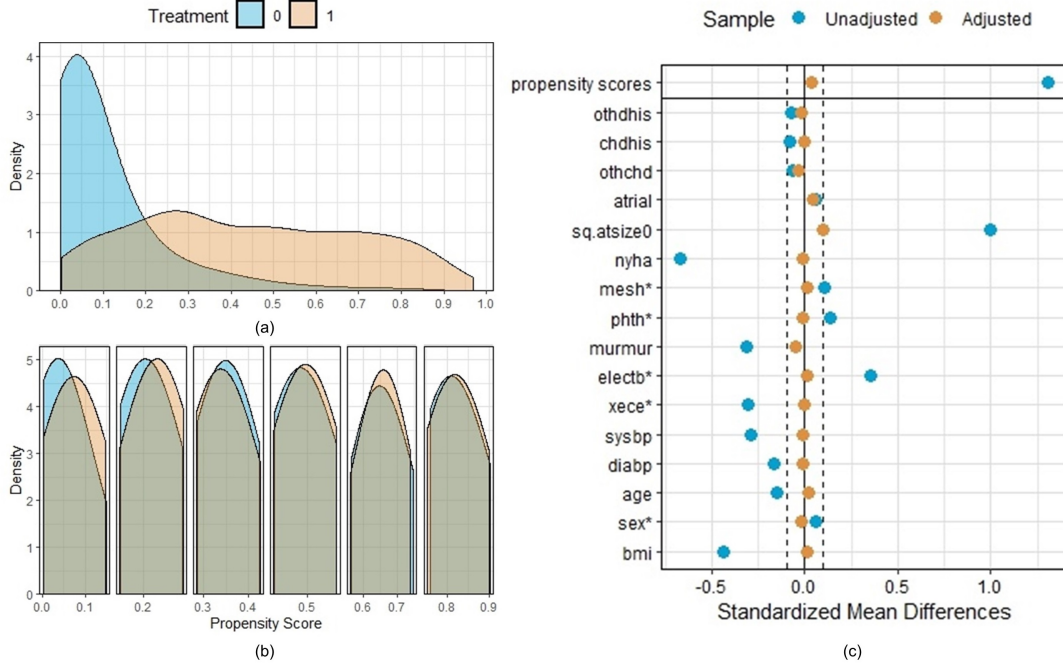 Treatment 0 1
4
3
2
1
0
Density
0.0 0.1 0.2 0.3 0.4 0.5 0.6 0.7 0.8 0.9 1.0
(a)
5
4
3
2
1
0
Density
0.0 0.1 0.2 0.3 0.4 0.5 0.6 0.7 0.8 0.9
Propensity Score
(b)
Sample Unadjusted Adjusted
propensity scores
othdhis
chdhis
othchd
atrial
sq.atsize0
nyha
mesh*
phth*
murmur
electb*
xece*
sysbp
diabp
age
sex*
bmi
-0.5 0.0 0.5 1.0
Standardized Mean Differences
(c)